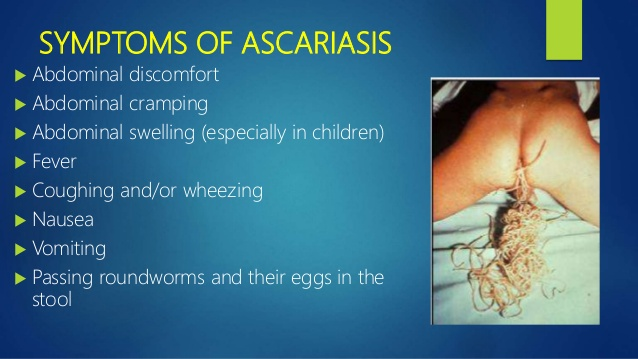 SYMPTOMS OF ASCARIASIS
Abdominal discomfort
Abdominal cramping
Abdominal swelling (especially in children)
Fever
Coughing and/or wheezing
Nausea
Vomiting
Passing roundworms and their eggs in the
stool